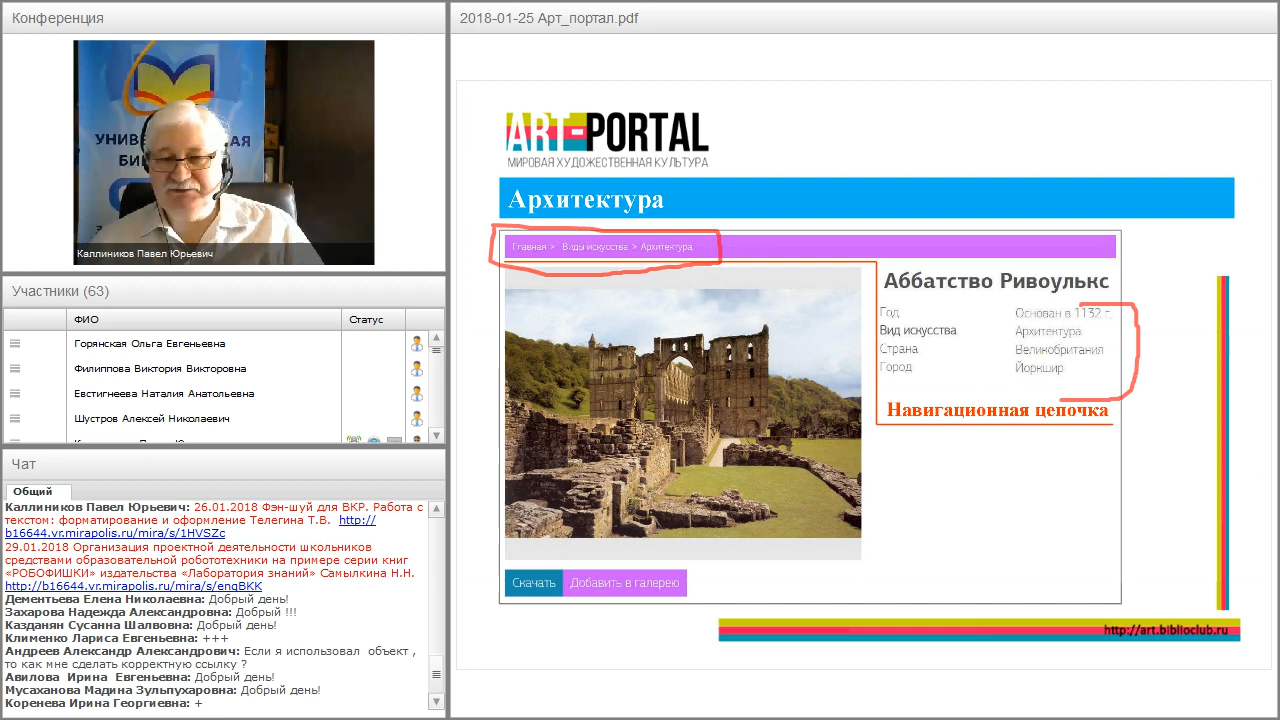 Конференция
УНИВЕ
АЯ
БИ
Каллиников Павел Юрьевич
Участники (63)
ФИО
Статус
Горянская Ольга Евгеньевна
Филиппова Виктория Викторовна
Евстигнеева Наталия Анатольевна
Шустров Алексей Николаевич
Чат
Общий
Каллиников Павел Юрьевич: 26.01.2018 Фэн-шуй для ВКР. Работа с
текстом: форматирование и оформление Телегина Т.В. http://
b16644.vr.mirapolis.ru/mira/s/1HVSZc
29.01.2018 Организация проектной деятельности школьников
средствами образовательной робототехники на примере серии книг
«РОБОФИШКИ» издательства «Лаборатория знаний» Самылкина Н.Н.
http://b16644.vr.mirapolis.ru/mira/s/enqBKK
Дементьева Елена Николаевна: Добрый день!
Захарова Надежда Александровна: Добрый !!!
Казданян Сусанна Шалвовна: Добрый день!
Клименко Лариса Евгеньевна: +++
Андреев Александр Александрович: Если я использовал объект ,
то как мне сделать корректную ссылку ?
Авилова Ирина Евгеньевна: Добрый день!
Мусаханова Мадина Зульпухаровна: Добрый день!
Коренева Ирина Георгиевна: +
2018-01-25 Арт_портал.pdf
ART-PORTAL
МИРОВАЯ ХУДОЖЕСТВЕННАЯ КУЛЬТУРА
Архитектура
Главная > Виды искусства > Архитектура
Аббатство Ривоулькс
Год Основан в 1132 г.
Вид искусства Архитектура
Страна Великобритания
Город Йоркшир
Навигационная цепочка
Скачать Добавить в галерею
http://art.biblioclub.ru